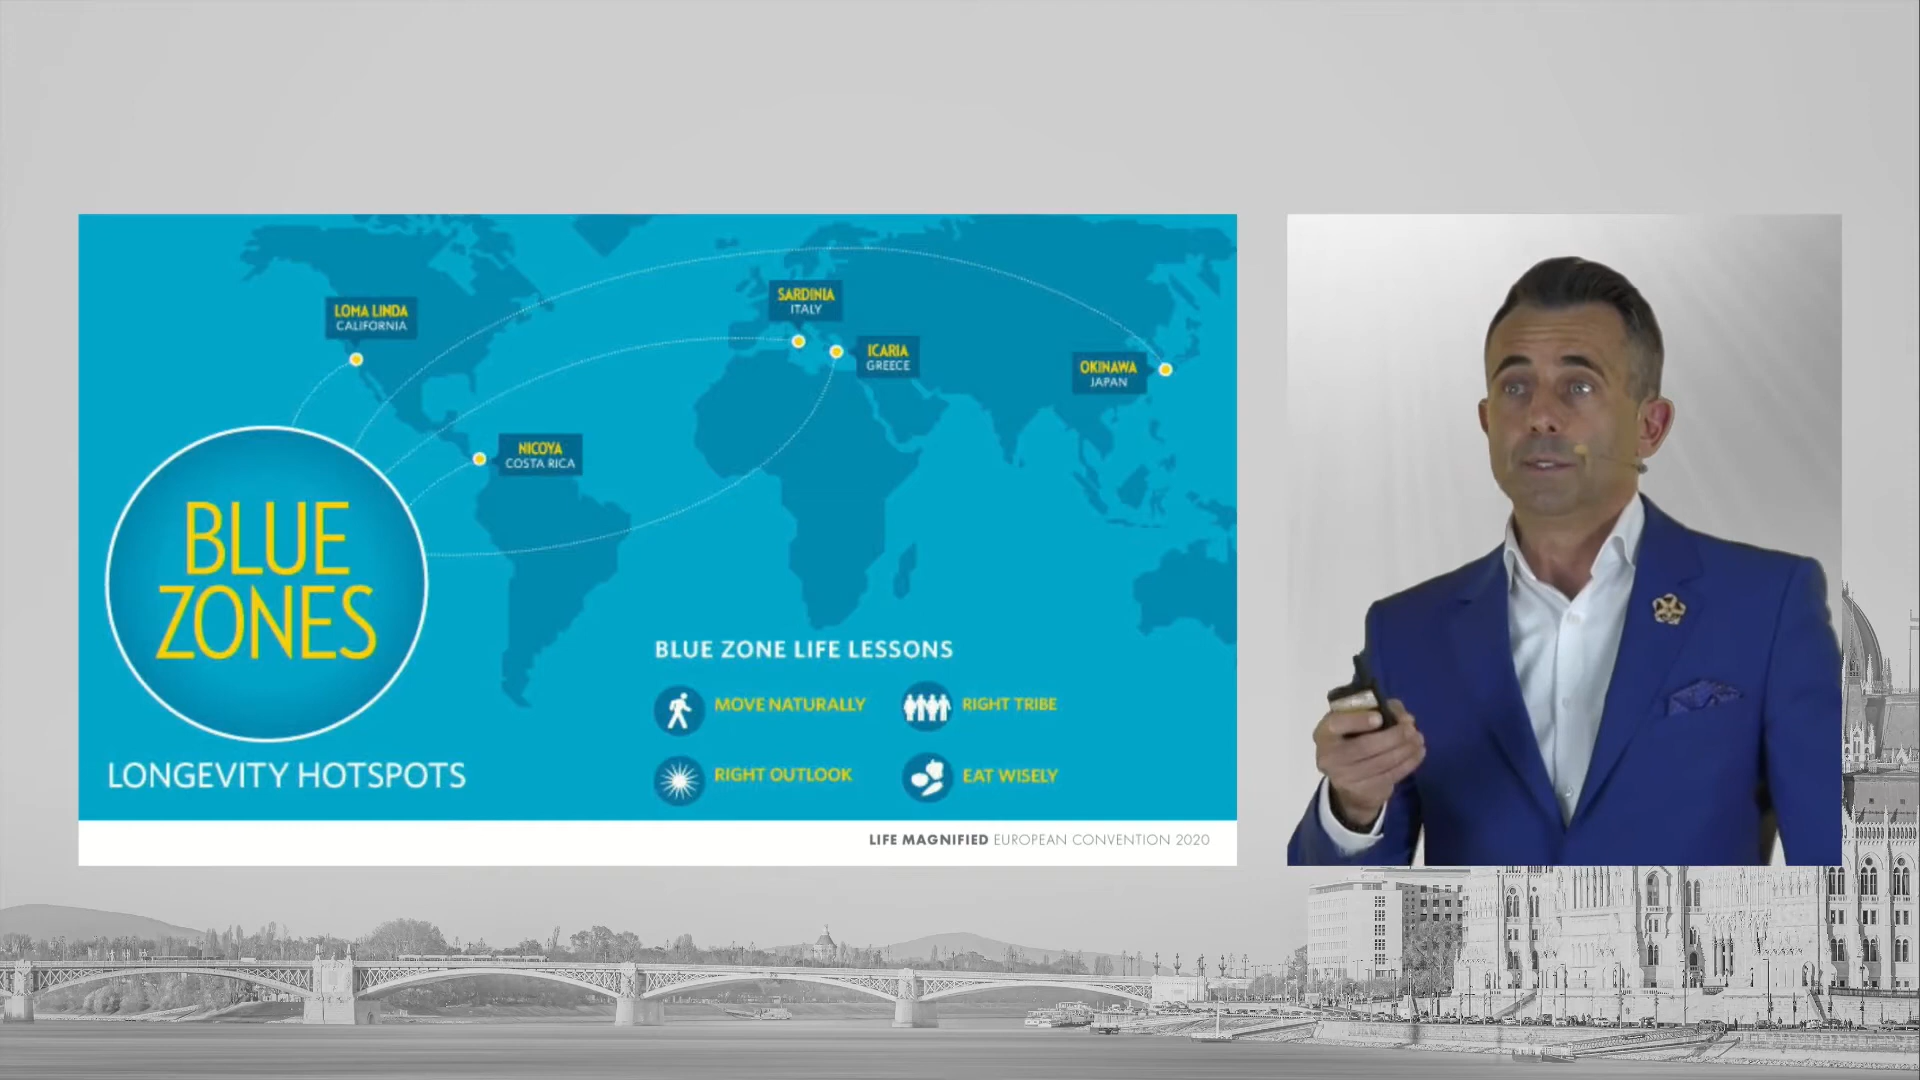 LOMA LINDA
CALIFORNIA
SARDINIA
ITALY
ICARIA
GREECE
OKINAWA
JAPAN
NICOYA
COSTA RICA
BLUE
ZONES
LONGEVITY HOTSPOTS
BLUE ZONE LIFE LESSONS
MOVE NATURALLY
RIGHT TRIBE
RIGHT OUTLOOK
EAT WISELY
LIFE MAGNIFIED EUROPEAN CONVENTION 2020